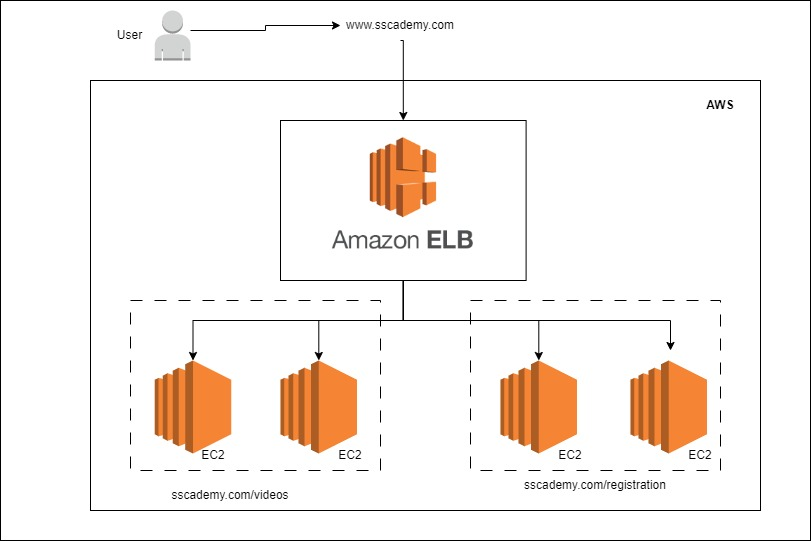 User
www.sscademy.com
AWS
Amazon ELB
EC2
EC2
EC2
EC2
sscademy.com/videos
sscademy.com/registration